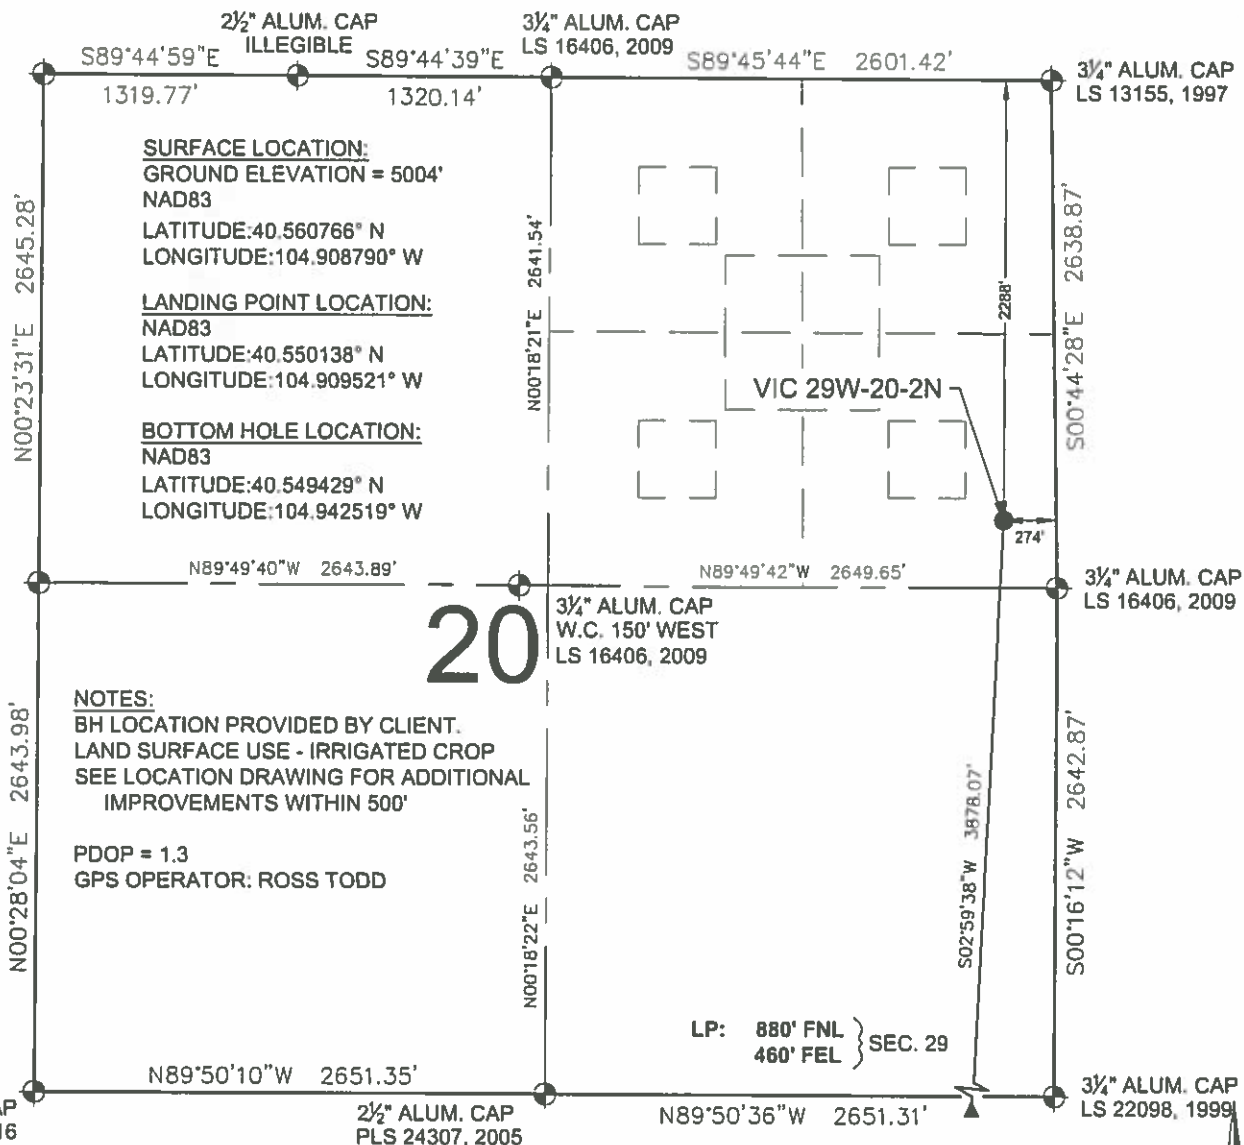 2½" ALUM. CAP
ILLEGIBLE
3¼" ALUM. CAP
LS 16406, 2009
S89°44'59"E
1319.77'
S89°44'39"E
1320.14'
S89°45'44"E 2601.42'
3¼" ALUM. CAP
LS 13155, 1997
SURFACE LOCATION:
GROUND ELEVATION = 5004'
NAD83
LATITUDE:40.560766° N
LONGITUDE:104.908790° W
LANDING POINT LOCATION:
NAD83
LATITUDE:40.550138° N
LONGITUDE:104.909521° W
BOTTOM HOLE LOCATION:
NAD83
LATITUDE:40.549429° N
LONGITUDE:104.942519° W
N00°23'31"E 2645.28'
N00°18'21"E 2641.54'
2288'
S00°44'28"E 2638.87'
VIC 29W-20-2N
274'
N89°49'40"W 2643.89'
N89°49'42"W 2649.65'
3¼" ALUM. CAP
LS 16406, 2009
20
3¼" ALUM. CAP
W.C. 150' WEST
LS 16406, 2009
NOTES:
BH LOCATION PROVIDED BY CLIENT.
LAND SURFACE USE - IRRIGATED CROP
SEE LOCATION DRAWING FOR ADDITIONAL
IMPROVEMENTS WITHIN 500'
PDOP = 1.3
GPS OPERATOR: ROSS TODD
N00°28'04"E 2643.98'
N00°18'22"E 2643.56'
S02°59'38"W 3878.07'
S00°16'12"W 2642.87'
LP: 880' FNL
460' FEL
SEC. 29
N89°50'10"W 2651.35'
N89°50'36"W 2651.31'
2½" ALUM. CAP
PLS 24307, 2005
3¼" ALUM. CAP
LS 22098, 1999